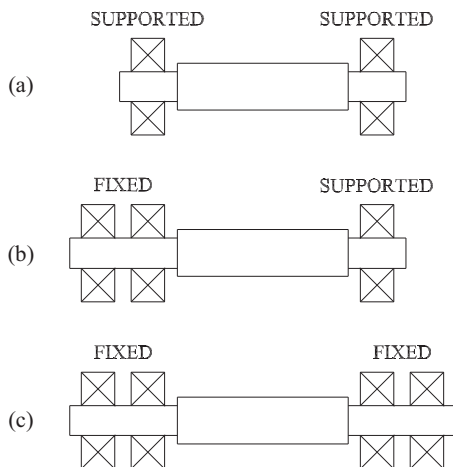 SUPPORTED SUPPORTED
(a)
FIXED SUPPORTED
(b)
FIXED FIXED
(c)